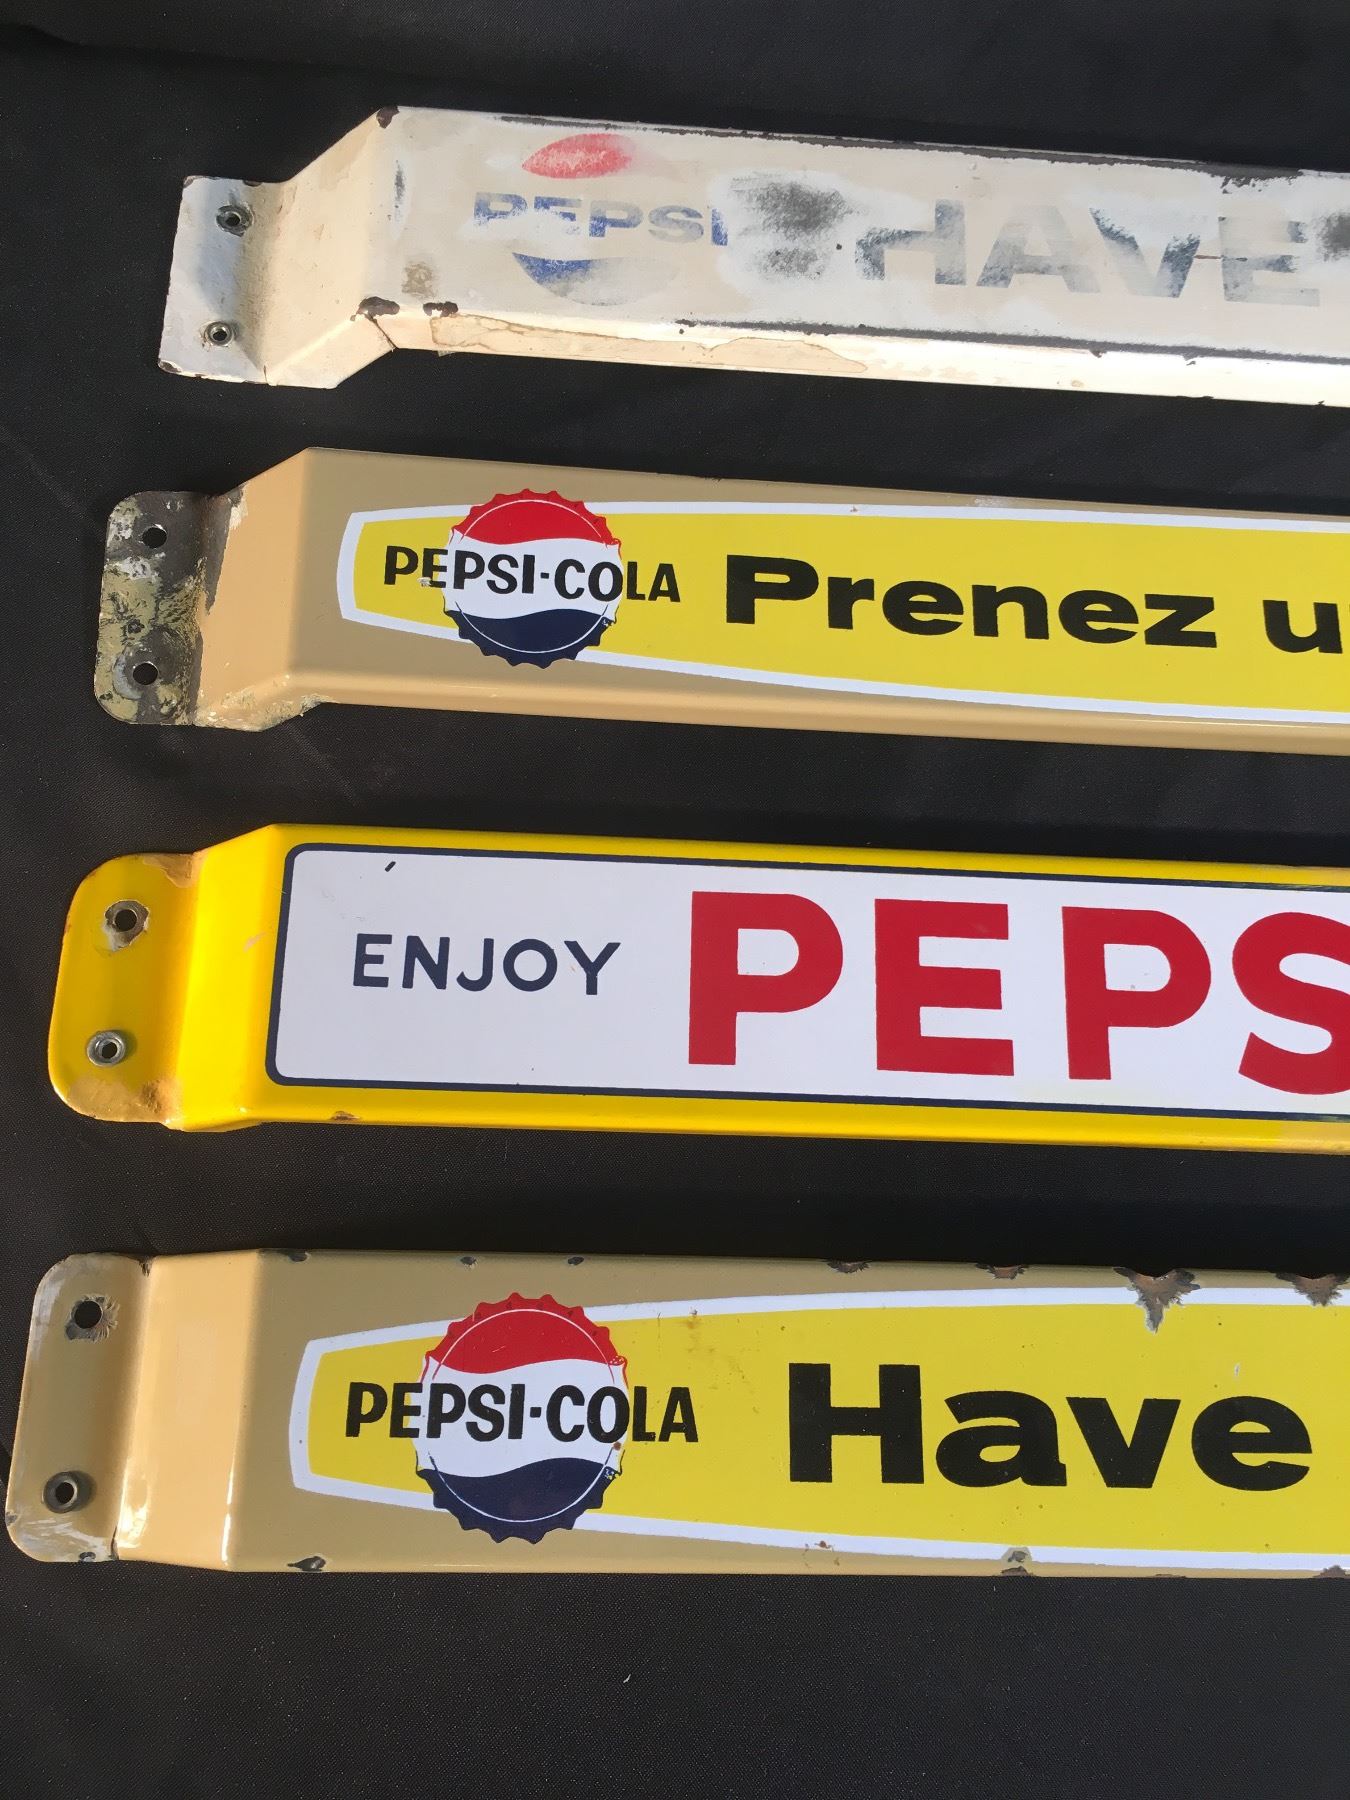 PEPSI HAVE
PEPSI-COLA Prenez u
ENJOY PEPS
PEPSI-COLA Have